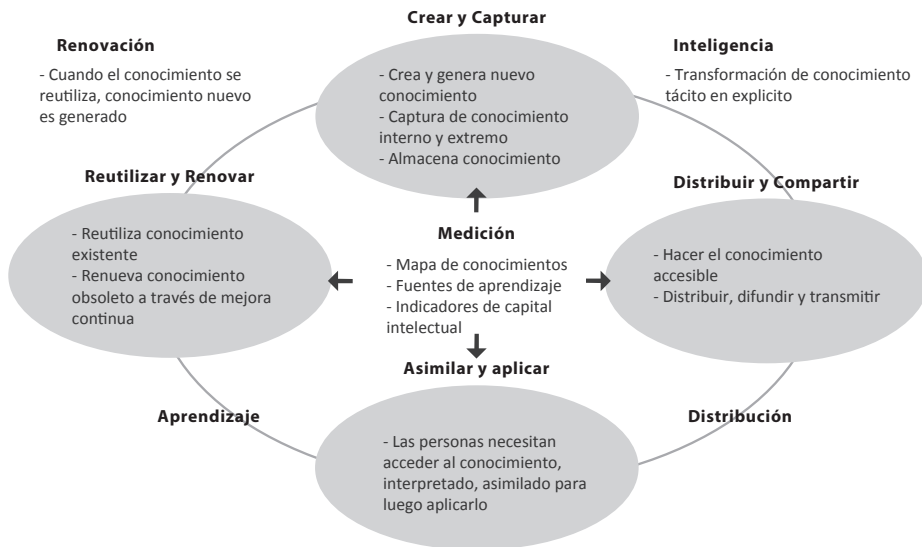 Crear y Capturar
- Crea y genera nuevo
conocimiento
- Captura de conocimiento
interno y extremo
- Almacena conocimiento
Renovación
- Cuando el conocimiento se
reutiliza, conocimiento nuevo
es generado
Inteligencia
- Transformación de conocimiento
tácito en explicito
Reutilizar y Renovar
- Reutiliza conocimiento
existente
- Renueva conocimiento
obsoleto a través de mejora
continua
Medición
- Mapa de conocimientos
- Fuentes de aprendizaje
- Indicadores de capital
intelectual
Distribuir y Compartir
- Hacer el conocimiento
accesible
- Distribuir, difundir y transmitir
Asimilar y aplicar
- Las personas necesitan
acceder al conocimiento,
interpretado, asimilado para
luego aplicarlo
Aprendizaje
Distribución